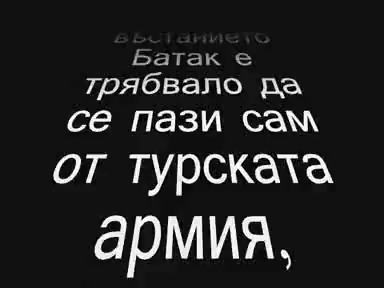 въстанието
Батак е
трябвало да
се пази сам
от турската
армия,